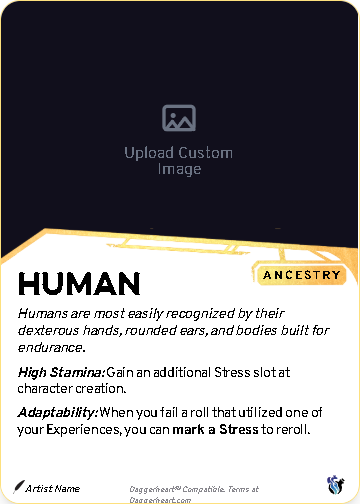 Upload Custom
Image
ANCESTRY
HUMAN
Humans are most easily recognized by their
dexterous hands, rounded ears, and bodies built for
endurance.
High Stamina: Gain an additional Stress slot at
character creation.
Adaptability: When you fail a roll that utilized one of
your Experiences, you can mark a Stress to reroll.
Artist Name
Daggerheart™ Compatible. Terms at
Daggerheart.com